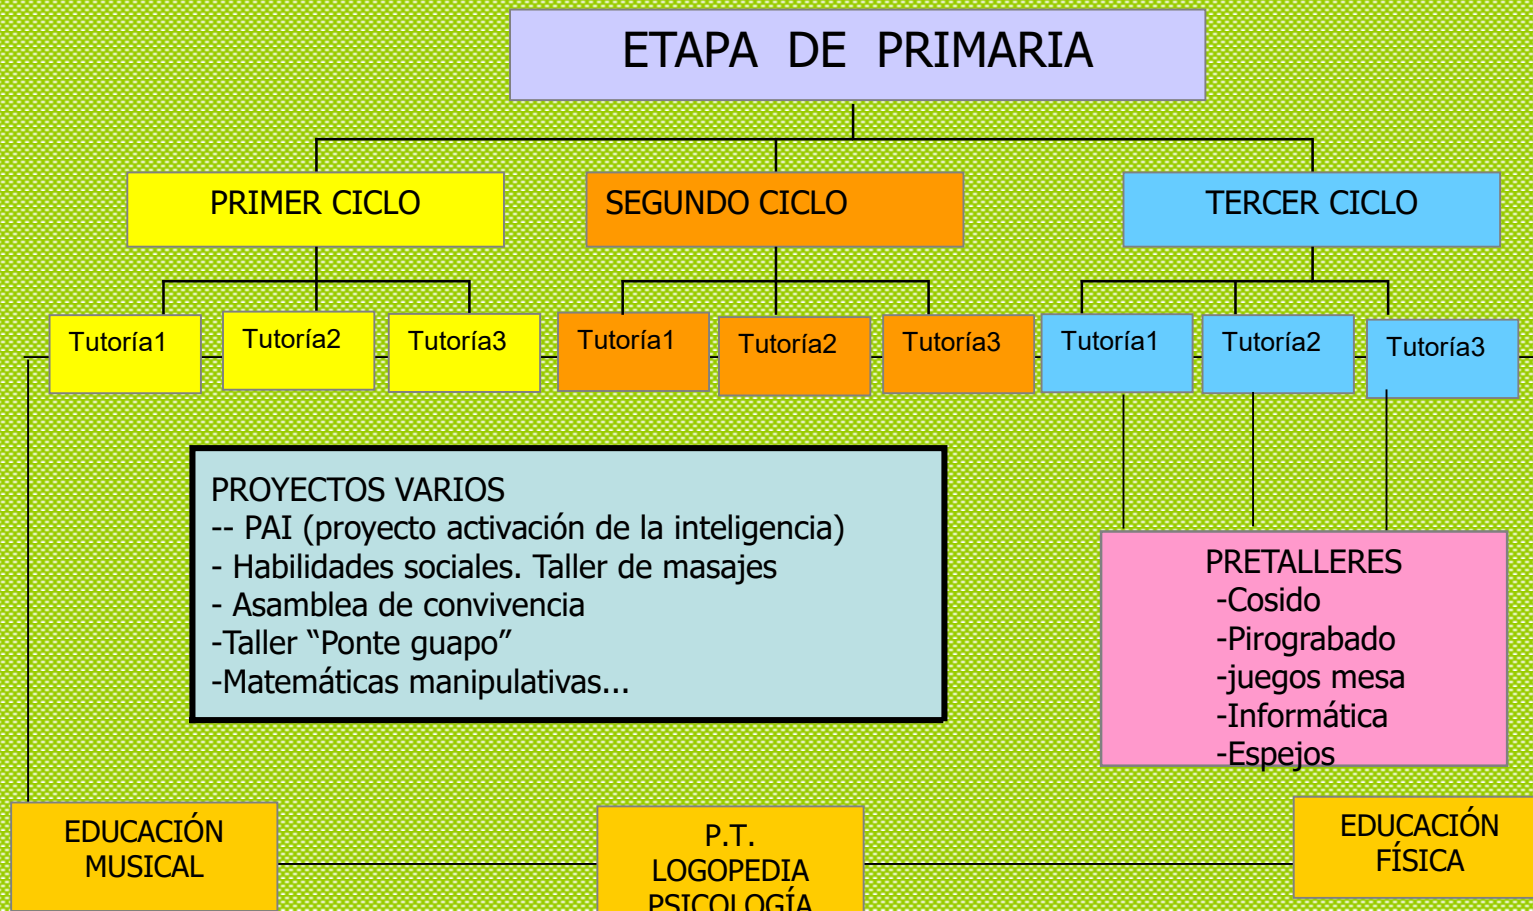 ETAPA DE PRIMARIA
PRIMER CICLO
SEGUNDO CICLO
TERCER CICLO
Tutoría1
Tutoría2
Tutoría3
Tutoría1
Tutoría2
Tutoría3
Tutoría1
Tutoría2
Tutoría3
PROYECTOS VARIOS
-- PAI (proyecto activación de la inteligencia)
- Habilidades sociales. Taller de masajes
- Asamblea de convivencia
-Taller “Ponte guapo”
-Matemáticas manipulativas...
PRETALLERES
-Cosido
-Pirograbado
-juegos mesa
-Informática
-Espejos
EDUCACIÓN
MUSICAL
P.T.
LOGOPEDIA
PSICOLOGÍA
EDUCACIÓN
FÍSICA